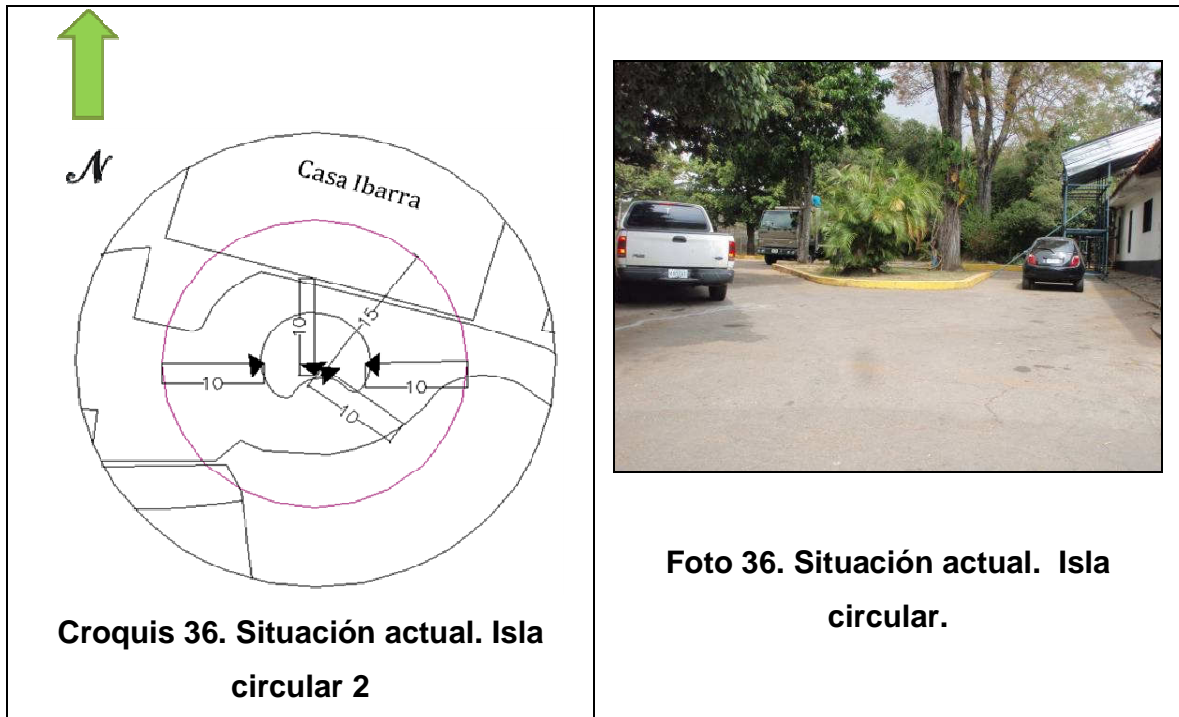 N
Casa Ibarra
10
15
10
10
10
Croquis 36. Situación actual. Isla
circular 2
Foto 36. Situación actual. Isla
circular.